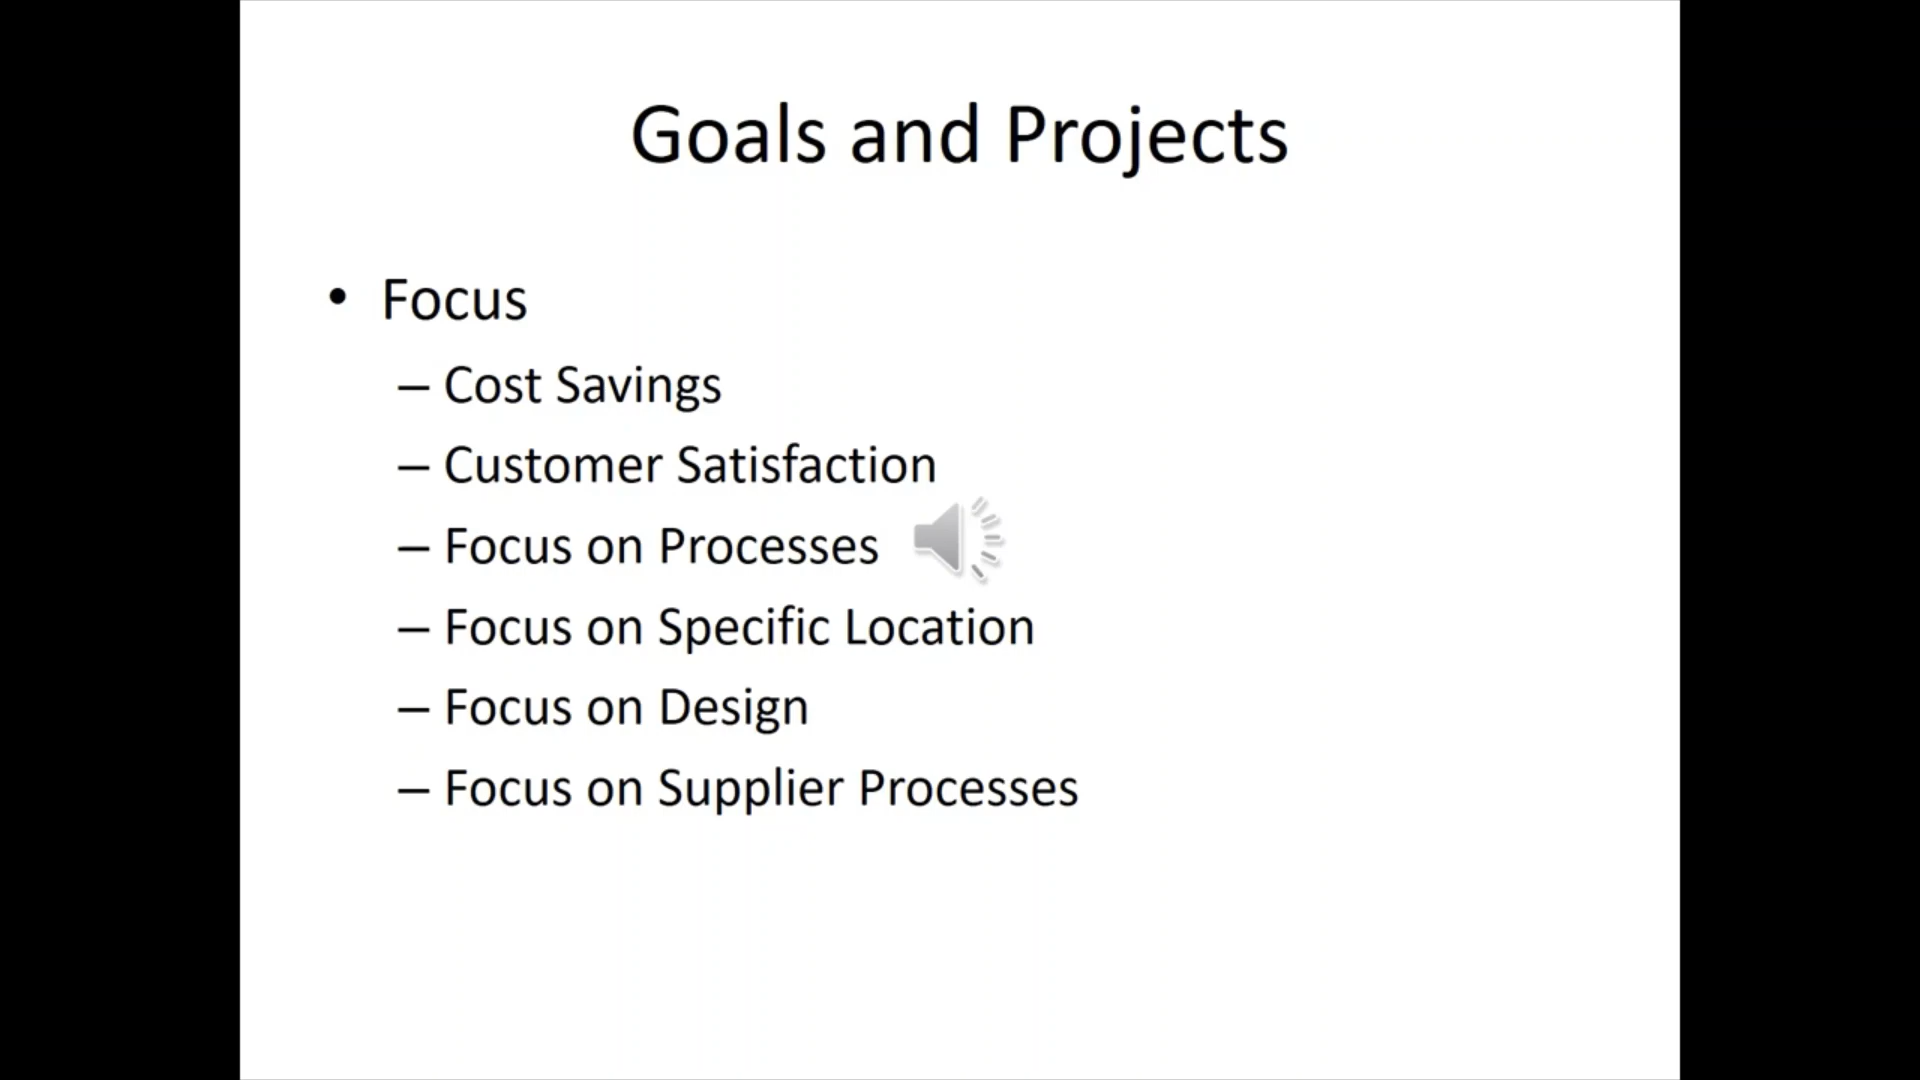 Goals and Projects
• Focus
– Cost Savings
– Customer Satisfaction
– Focus on Processes
– Focus on Specific Location
– Focus on Design
– Focus on Supplier Processes